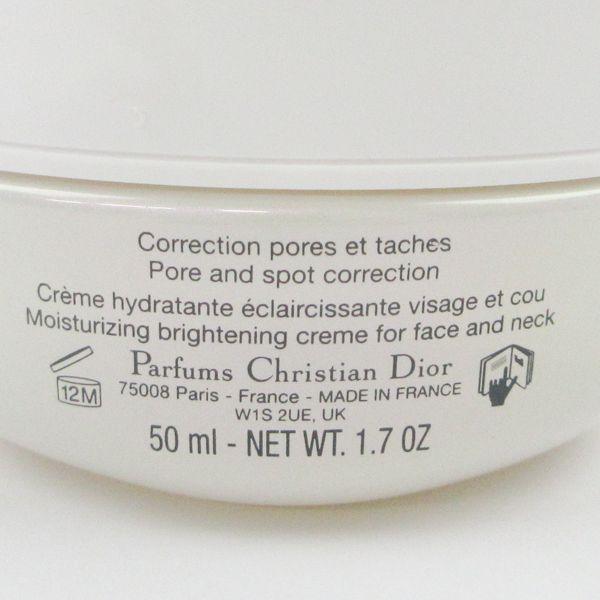 Correction pores et taches
Pore and spot correction
Crème hydratante éclaircissante visage et cou
Moisturizing brightening creme for face and neck
Parfums Christian Dior
12M
75008 Paris - France - MADE IN FRANCE
W1S 2UE, UK
50 ml - NET WT. 1.7 OZ